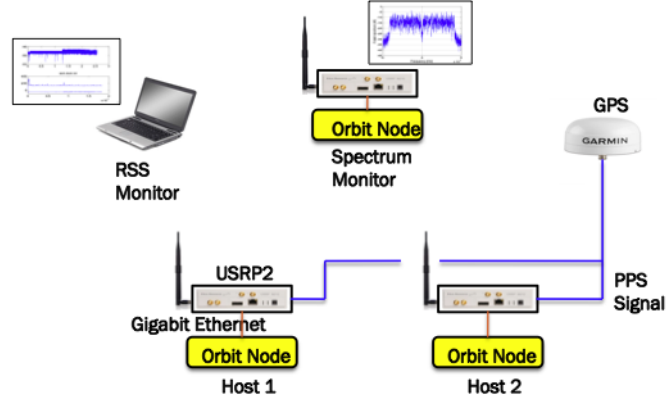 Orbit Node
Spectrum
Monitor
RSS
Monitor
GPS
GARMIN
USRP2
Gigabit Ethernet
Orbit Node
Host 1
Orbit Node
Host 2
PPS
Signal